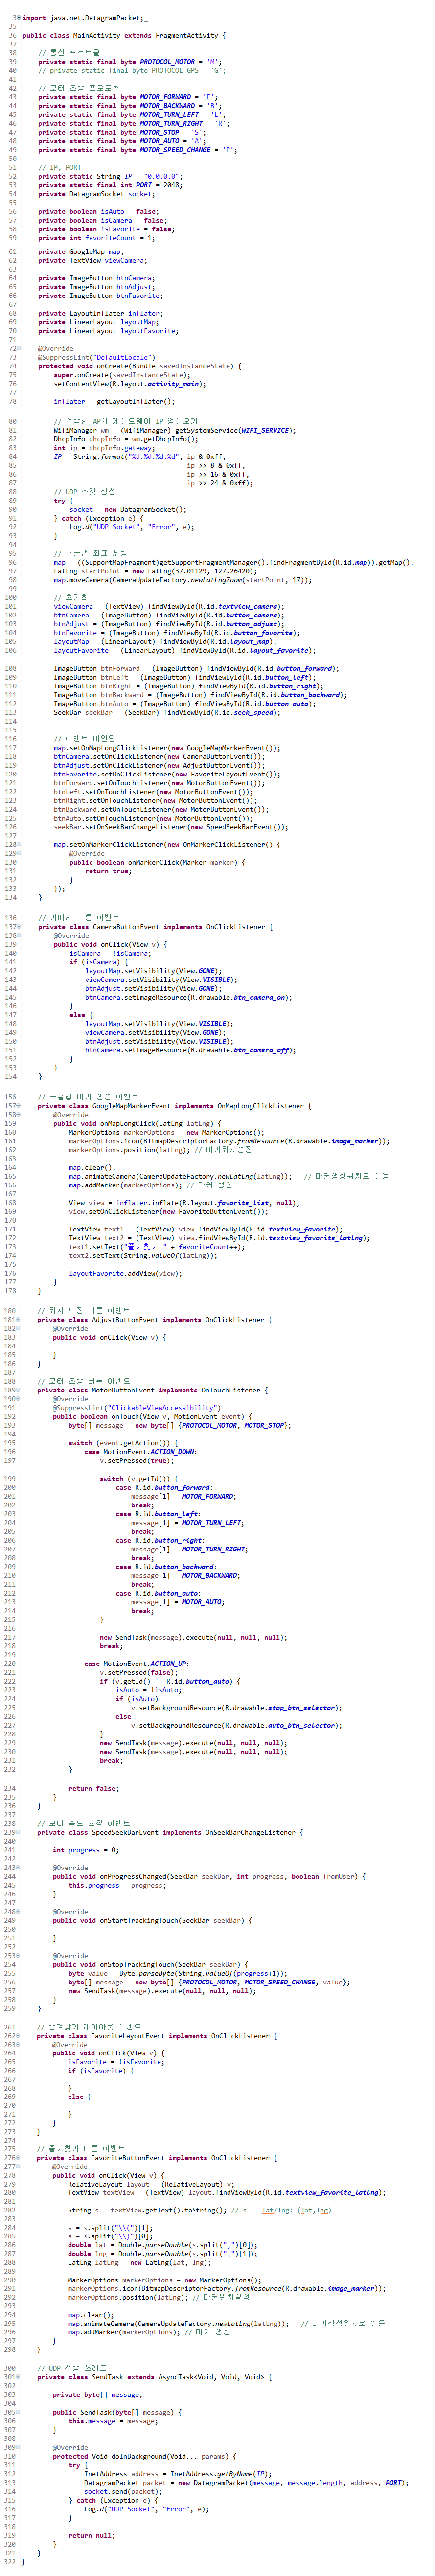 3 import java.net.DatagramPacket;
35
36 public class MainActivity extends FragmentActivity {
37
38     // 통신 프로토콜
39     private static final byte PROTOCOL_MOTOR = 'M';
40     // private static final byte PROTOCOL_GPS = 'G';
41
42     // 모터 조종 프로토콜
43     private static final byte MOTOR_FORWARD = 'F';
44     private static final byte MOTOR_BACKWARD = 'B';
45     private static final byte MOTOR_TURN_LEFT = 'L';
46     private static final byte MOTOR_TURN_RIGHT = 'R';
47     private static final byte MOTOR_STOP = 'S';
48     private static final byte MOTOR_AUTO = 'A';
49     private static final byte MOTOR_SPEED_CHANGE = 'P';
50
51     // IP, PORT
52     private static String IP = "0.0.0.0";
53     private static final int PORT = 2048;
54     private DatagramSocket socket;
55
56     private boolean isAuto = false;
57     private boolean isCamera = false;
58     private boolean isFavorite = false;
59     private int favoriteCount = 1;
61     private GoogleMap map;
62     private TextView viewCamera;
63
64     private ImageButton btnCamera;
65     private ImageButton btnAdjust;
66     private ImageButton btnFavorite;
67
68     private LayoutInflater inflater;
69     private LinearLayout layoutMap;
70     private LinearLayout layoutFavorite;
71
72     @Override
73     @SuppressLint("DefaultLocale")
74     protected void onCreate(Bundle savedInstanceState) {
75         super.onCreate(savedInstanceState);
76         setContentView(R.layout.activity_main);
77
78         inflater = getLayoutInflater();
80         // 접속한 AP의 게이트웨이 IP 얻어오기
81         WifiManager wm = (WifiManager) getSystemService(WIFI_SERVICE);
82         DhcpInfo dhcpInfo = wm.getDhcpInfo();
83         int ip = dhcpInfo.gateway;
84         IP = String.format("%d.%d.%d.%d", ip & 0xff,
85                                           ip >> 8 & 0xff,
86                                           ip >> 16 & 0xff,
87                                           ip >> 24 & 0xff);
88         // UDP 소켓 생성
89         try {
90             socket = new DatagramSocket();
91         } catch (Exception e) {
92             Log.d("UDP Socket", "Error", e);
93         }
94
95         // 구글맵 좌표 세팅
96         map = ((SupportMapFragment)getSupportFragmentManager().findFragmentById(R.id.map)).getMap();
97         LatLng startPoint = new LatLng(37.01129, 127.26420);
98         map.moveCamera(CameraUpdateFactory.newLatLngZoom(startPoint, 17));
99
100         // 초기화
101         viewCamera = (TextView) findViewById(R.id.textview_camera);
102         btnCamera = (ImageButton) findViewById(R.id.button_camera);
103         btnAdjust = (ImageButton) findViewById(R.id.button_adjust);
104         btnFavorite = (ImageButton) findViewById(R.id.button_favorite);
105         layoutMap = (LinearLayout) findViewById(R.id.layout_map);
106         layoutFavorite = (LinearLayout) findViewById(R.id.layout_favorite);
108         ImageButton btnForward = (ImageButton) findViewById(R.id.button_forward);
109         ImageButton btnLeft = (ImageButton) findViewById(R.id.button_left);
110         ImageButton btnRight = (ImageButton) findViewById(R.id.button_right);
111         ImageButton btnBackward = (ImageButton) findViewById(R.id.button_backward);
112         ImageButton btnAuto = (ImageButton) findViewById(R.id.button_auto);
113         SeekBar seekBar = (SeekBar) findViewById(R.id.seek_speed);
114
115
116         // 이벤트 바인딩
117         map.setOnMapLongClickListener(new GoogleMapMarkerEvent());
118         btnCamera.setOnClickListener(new CameraButtonEvent());
119         btnAdjust.setOnClickListener(new AdjustButtonEvent());
120         btnFavorite.setOnClickListener(new FavoriteLayoutEvent());
121         btnForward.setOnTouchListener(new MotorButtonEvent());
122         btnLeft.setOnTouchListener(new MotorButtonEvent());
123         btnRight.setOnTouchListener(new MotorButtonEvent());
124         btnBackward.setOnTouchListener(new MotorButtonEvent());
125         btnAuto.setOnTouchListener(new MotorButtonEvent());
126         seekBar.setOnSeekBarChangeListener(new SpeedSeekBarEvent());
127
128         map.setOnMarkerClickListener(new OnMarkerClickListener() {
129             @Override
130             public boolean onMarkerClick(Marker marker) {
131                 return true;
132             }
133         });
134     }
136     // 카메라 버튼 이벤트
137     private class CameraButtonEvent implements OnClickListener {
138         @Override
139         public void onClick(View v) {
140             isCamera = !isCamera;
141             if (isCamera) {
142                 layoutMap.setVisibility(View.GONE);
143                 viewCamera.setVisibility(View.VISIBLE);
144                 btnAdjust.setVisibility(View.GONE);
145                 btnCamera.setImageResource(R.drawable.btn_camera_on);
146             }
147             else {
148                 layoutMap.setVisibility(View.VISIBLE);
149                 viewCamera.setVisibility(View.GONE);
150                 btnAdjust.setVisibility(View.VISIBLE);
151                 btnCamera.setImageResource(R.drawable.btn_camera_off);
152             }
153         }
154     }
156     // 구글맵 마커 생성 이벤트
157     private class GoogleMapMarkerEvent implements OnMapLongClickListener {
158         @Override
159         public void onMapLongClick(LatLng latLng) {
160             MarkerOptions markerOptions = new MarkerOptions();
161             markerOptions.icon(BitmapDescriptorFactory.fromResource(R.drawable.image_marker));
162             markerOptions.position(latLng); // 마커위치설정
163
164             map.clear();
165             map.animateCamera(CameraUpdateFactory.newLatLng(latLng));   // 마커생성위치로 이동
166             map.addMarker(markerOptions); // 마커 생성
167
168             View view = inflater.inflate(R.layout.favorite_list, null);
169             view.setOnClickListener(new FavoriteButtonEvent());
170
171             TextView text1 = (TextView) view.findViewById(R.id.textview_favorite);
172             TextView text2 = (TextView) view.findViewById(R.id.textview_favorite_latlng);
173             text1.setText("즐겨찾기 " + favoriteCount++);
174             text2.setText(String.valueOf(latLng));
175
176             layoutFavorite.addView(view);
177         }
178     }
180     // 위치 보정 버튼 이벤트
181     private class AdjustButtonEvent implements OnClickListener {
182         @Override
183         public void onClick(View v) {
184
185         }
186     }
187
188     // 모터 조종 버튼 이벤트
189     private class MotorButtonEvent implements OnTouchListener {
190         @Override
191         @SuppressLint("ClickableViewAccessibility")
192         public boolean onTouch(View v, MotionEvent event) {
193             byte[] message = new byte[] {PROTOCOL_MOTOR, MOTOR_STOP};
194
195             switch (event.getAction()) {
196                 case MotionEvent.ACTION_DOWN:
197                     v.setPressed(true);
199                     switch (v.getId()) {
200                         case R.id.button_forward:
201                             message[1] = MOTOR_FORWARD;
202                             break;
203                         case R.id.button_left:
204                             message[1] = MOTOR_TURN_LEFT;
205                             break;
206                         case R.id.button_right:
207                             message[1] = MOTOR_TURN_RIGHT;
208                             break;
209                         case R.id.button_backward:
210                             message[1] = MOTOR_BACKWARD;
211                             break;
212                         case R.id.button_auto:
213                             message[1] = MOTOR_AUTO;
214                             break;
215                     }
216
217                     new SendTask(message).execute(null, null, null);
218                     break;
219
220                 case MotionEvent.ACTION_UP:
221                     v.setPressed(false);
222                     if (v.getId() == R.id.button_auto) {
223                         isAuto = !isAuto;
224                         if (isAuto)
225                             v.setBackgroundResource(R.drawable.stop_btn_selector);
226                         else
227                             v.setBackgroundResource(R.drawable.auto_btn_selector);
228                     }
229                     new SendTask(message).execute(null, null, null);
230                     new SendTask(message).execute(null, null, null);
231                     break;
232             }
234             return false;
235         }
236     }
237
238     // 모터 속도 조절 이벤트
239     private class SpeedSeekBarEvent implements OnSeekBarChangeListener {
240
241         int progress = 0;
242
243         @Override
244         public void onProgressChanged(SeekBar seekBar, int progress, boolean fromUser) {
245             this.progress = progress;
246         }
247
248         @Override
249         public void onStartTrackingTouch(SeekBar seekBar) {
250
251         }
252
253         @Override
254         public void onStopTrackingTouch(SeekBar seekBar) {
255             byte value = Byte.parseByte(String.valueOf(progress+1));
256             byte[] message = new byte[] {PROTOCOL_MOTOR, MOTOR_SPEED_CHANGE, value};
257             new SendTask(message).execute(null, null, null);
258         }
259     }
261     // 즐겨찾기 레이아웃 이벤트
262     private class FavoriteLayoutEvent implements OnClickListener {
263         @Override
264         public void onClick(View v) {
265             isFavorite = !isFavorite;
266             if (isFavorite) {
267
268             }
269             else {
270
271             }
272         }
273     }
274
275     // 즐겨찾기 버튼 이벤트
276     private class FavoriteButtonEvent implements OnClickListener {
277         @Override
278         public void onClick(View v) {
279             RelativeLayout layout = (RelativeLayout) v;
280             TextView textView = (TextView) layout.findViewById(R.id.textview_favorite_latlng);
281
282             String s = textView.getText().toString(); // s == lat/lng: (lat,lng)
283
284             s = s.split("\\(")[1];
285             s = s.split("\\)")[0];
286             double lat = Double.parseDouble(s.split(",")[0]);
287             double lng = Double.parseDouble(s.split(",")[1]);
288             LatLng latLng = new LatLng(lat, lng);
289
290             MarkerOptions markerOptions = new MarkerOptions();
291             markerOptions.icon(BitmapDescriptorFactory.fromResource(R.drawable.image_marker));
292             markerOptions.position(latLng); // 마커위치설정
293
294             map.clear();
295             map.animateCamera(CameraUpdateFactory.newLatLng(latLng));   // 마커생성위치로 이동
296             map.addMarker(markerOptions); // 마커 생성
297         }
298     }
300     // UDP 전송 쓰레드
301     private class SendTask extends AsyncTask<Void, Void, Void> {
302
303         private byte[] message;
304
305         public SendTask(byte[] message) {
306             this.message = message;
307         }
308
309         @Override
310         protected Void doInBackground(Void... params) {
311             try {
312                 InetAddress address = InetAddress.getByName(IP);
313                 DatagramPacket packet = new DatagramPacket(message, message.length, address, PORT);
314                 socket.send(packet);
315             } catch (Exception e) {
316                 Log.d("UDP Socket", "Error", e);
317             }
318
319             return null;
320         }
321     }
322 }